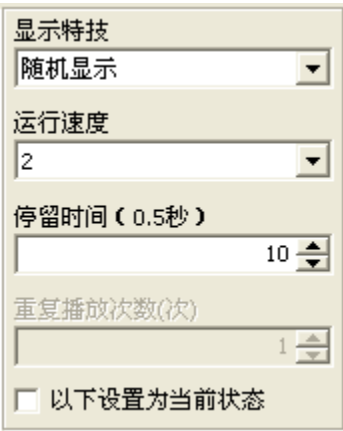 显示特技
随机显示
运行速度
2
停留时间（0.5秒）
10
重复播放次数(次)
1
以下设置为当前状态